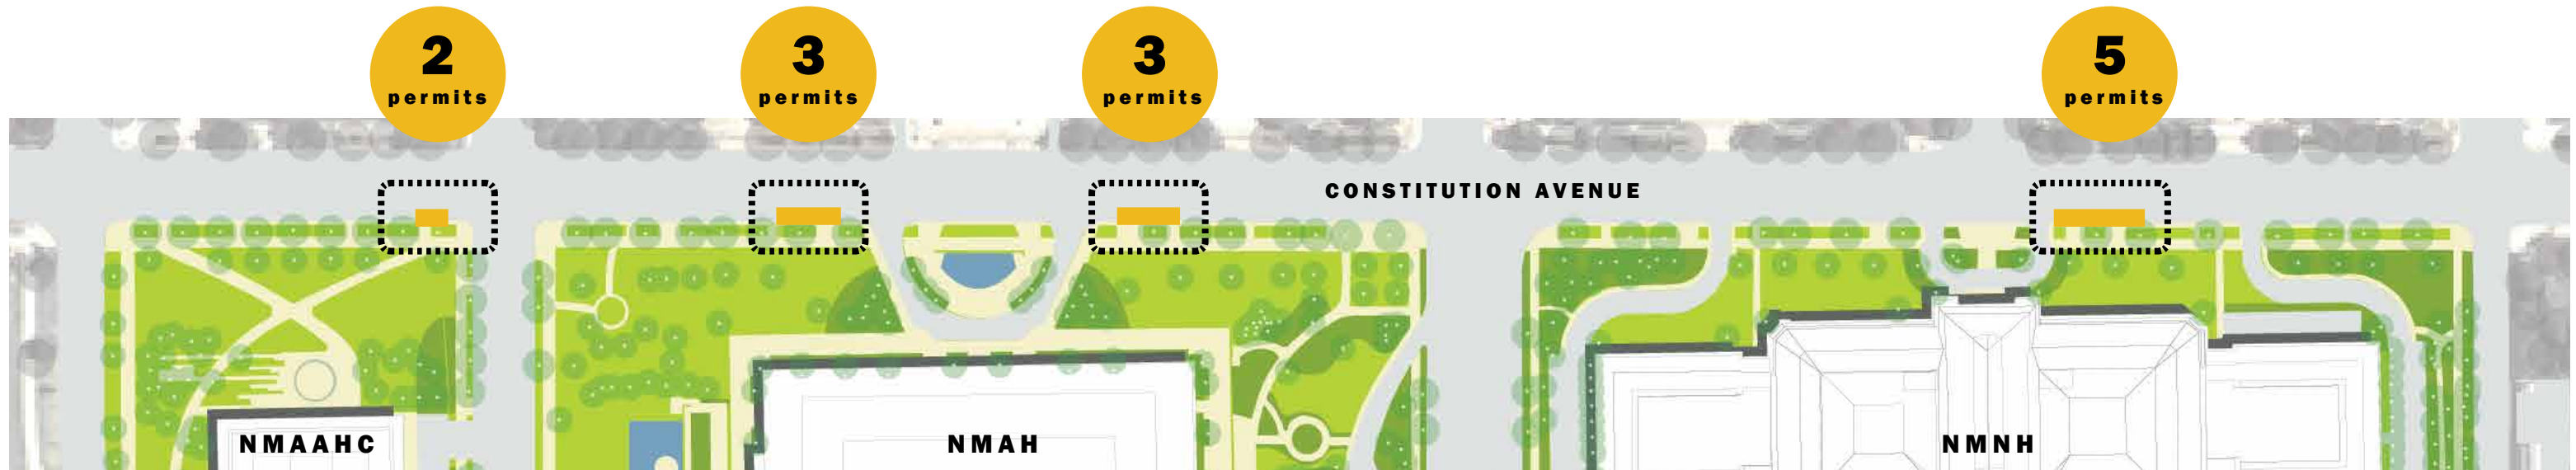 2
permits
3
permits
3
permits
5
permits
CONSTITUTION AVENUE
NMAAHC
NMAH
NMNH